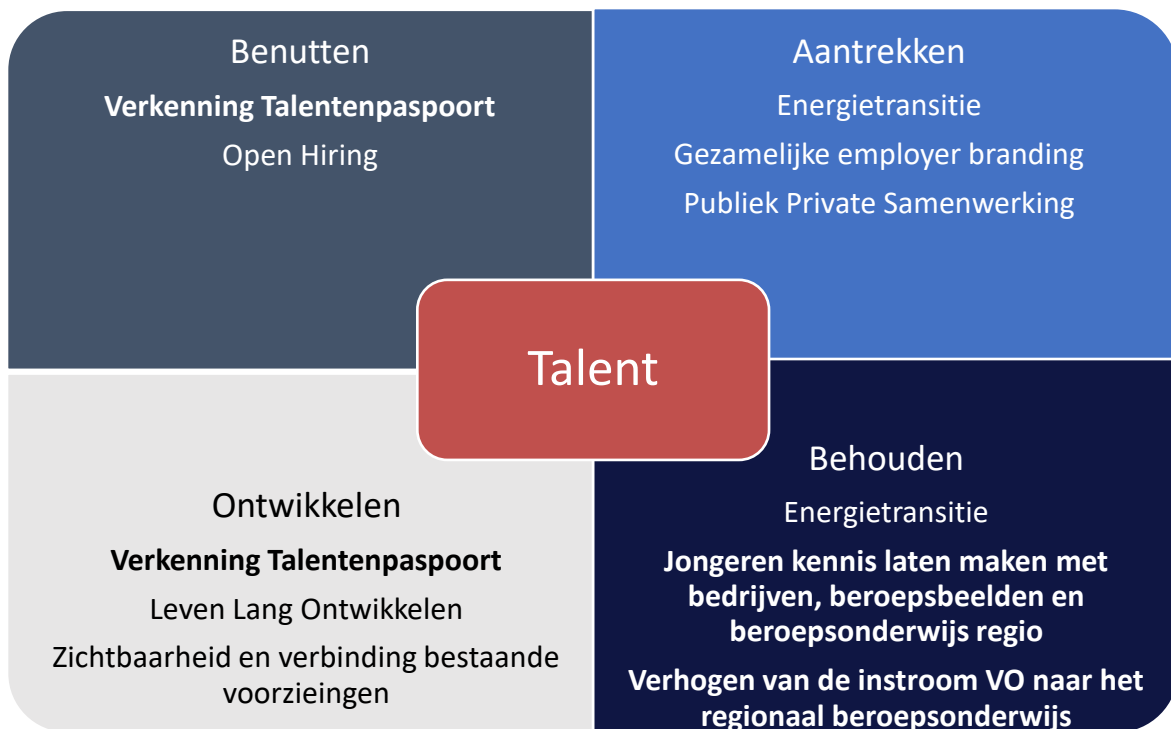 Benutten
Verkenning Talentenpaspoort
Open Hiring
Aantrekken
Energietransitie
Gezamelijke employer branding
Publiek Private Samenwerking
Talent
Ontwikkelen
Verkenning Talentenpaspoort
Leven Lang Ontwikkelen
Zichtbaarheid en verbinding bestaande
voorzieingen
Behouden
Energietransitie
Jongeren kennis laten maken met
bedrijven, beroepsbeelden en
beroepsonderwijs regio
Verhogen van de instroom VO naar het
regionaal beroepsonderwijs